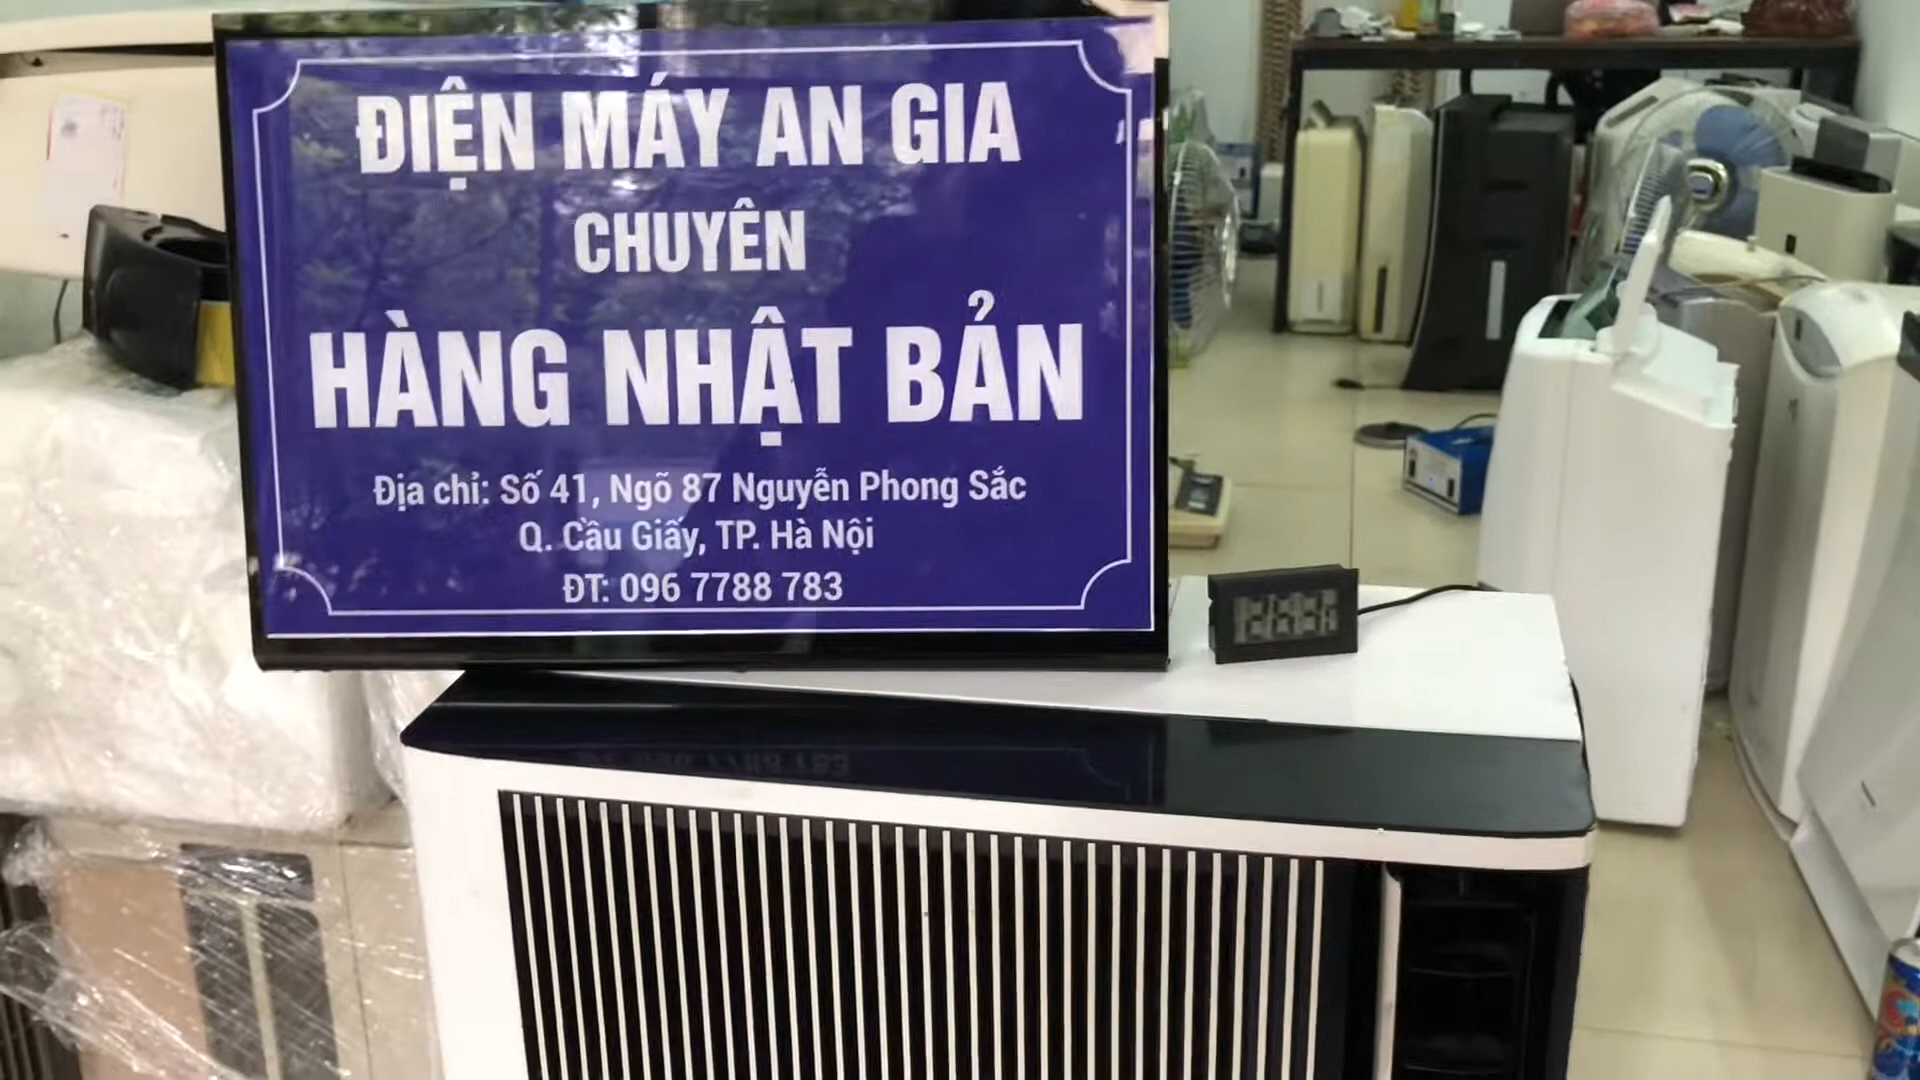 ĐIỆN MÁY AN GIA
CHUYÊN
HÀNG NHẬT BẢN
Địa chỉ: Số 41, Ngõ 87 Nguyễn Phong Sắc
Q. Cầu Giấy, TP. Hà Nội
ĐT: 096 7788 783